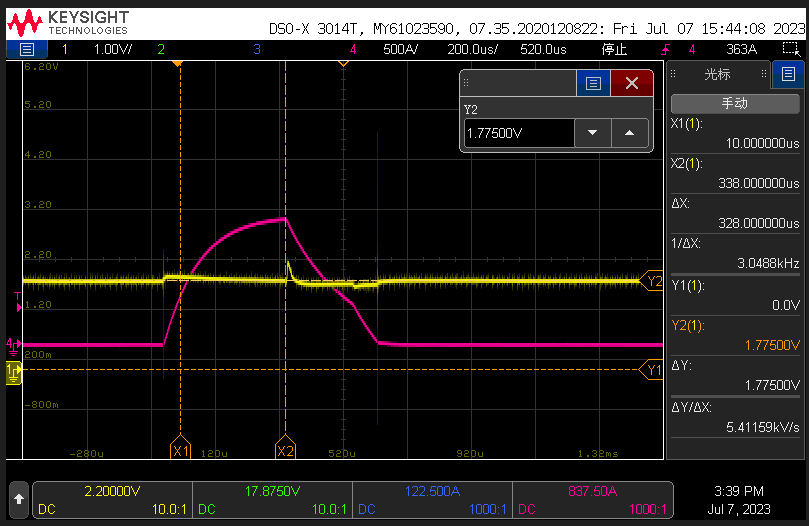 KEYSIGHT
TECHNOLOGIES
DSO-X 3014T, MY61023590, 07.35.2020120822: Fri Jul 07 15:44:08 2023
1 1.00V/ 2 3 4 500A/ 200.0us/ 520.0us 停止 4 363A
6.20V
5.20
4.20
3.20
2.20
1.20
200m
-800m
Y2
1.77500V
T
4
1
Y2
Y1
X1
X2
-280u 120u 520u 920u 1.32ms
光标
手动
X1(1):
10.000000us
X2(1):
338.000000us
ΔX:
328.000000us
1/ΔX:
3.0488kHz
Y1(1):
0.0V
Y2(1):
1.77500V
ΔY:
1.77500V
ΔY/ΔX:
5.41159kV/s
2.20000V 17.8750V 122.500A 837.50A
DC 10.0:1 DC 10.0:1 DC 1000:1 DC 1000:1
3:39 PM
Jul 7, 2023